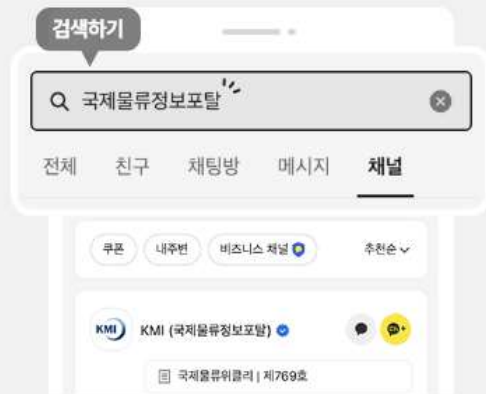 검색하기
국제물류정보포탈
전체 친구 채팅방 메시지 채널
쿠폰 내주변 비즈니스 채널 추천순
KMI KMI (국제물류정보포탈) Ch+
국제물류위클리 | 제769호